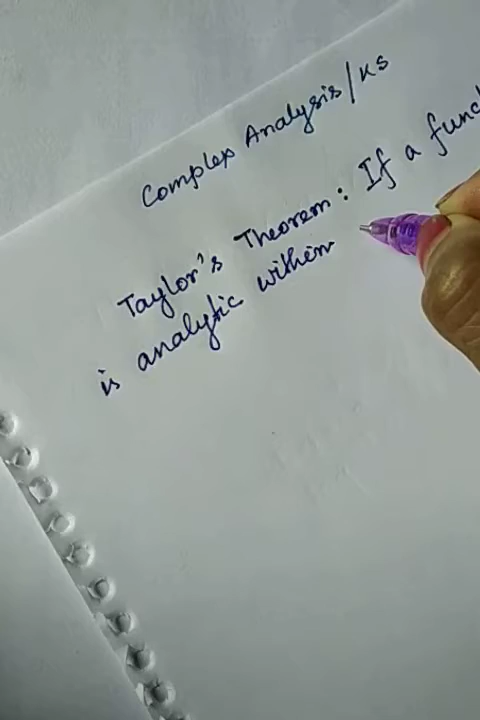 Complex Analysis/KS
Taylor's Theorem: If a func
is analytic within